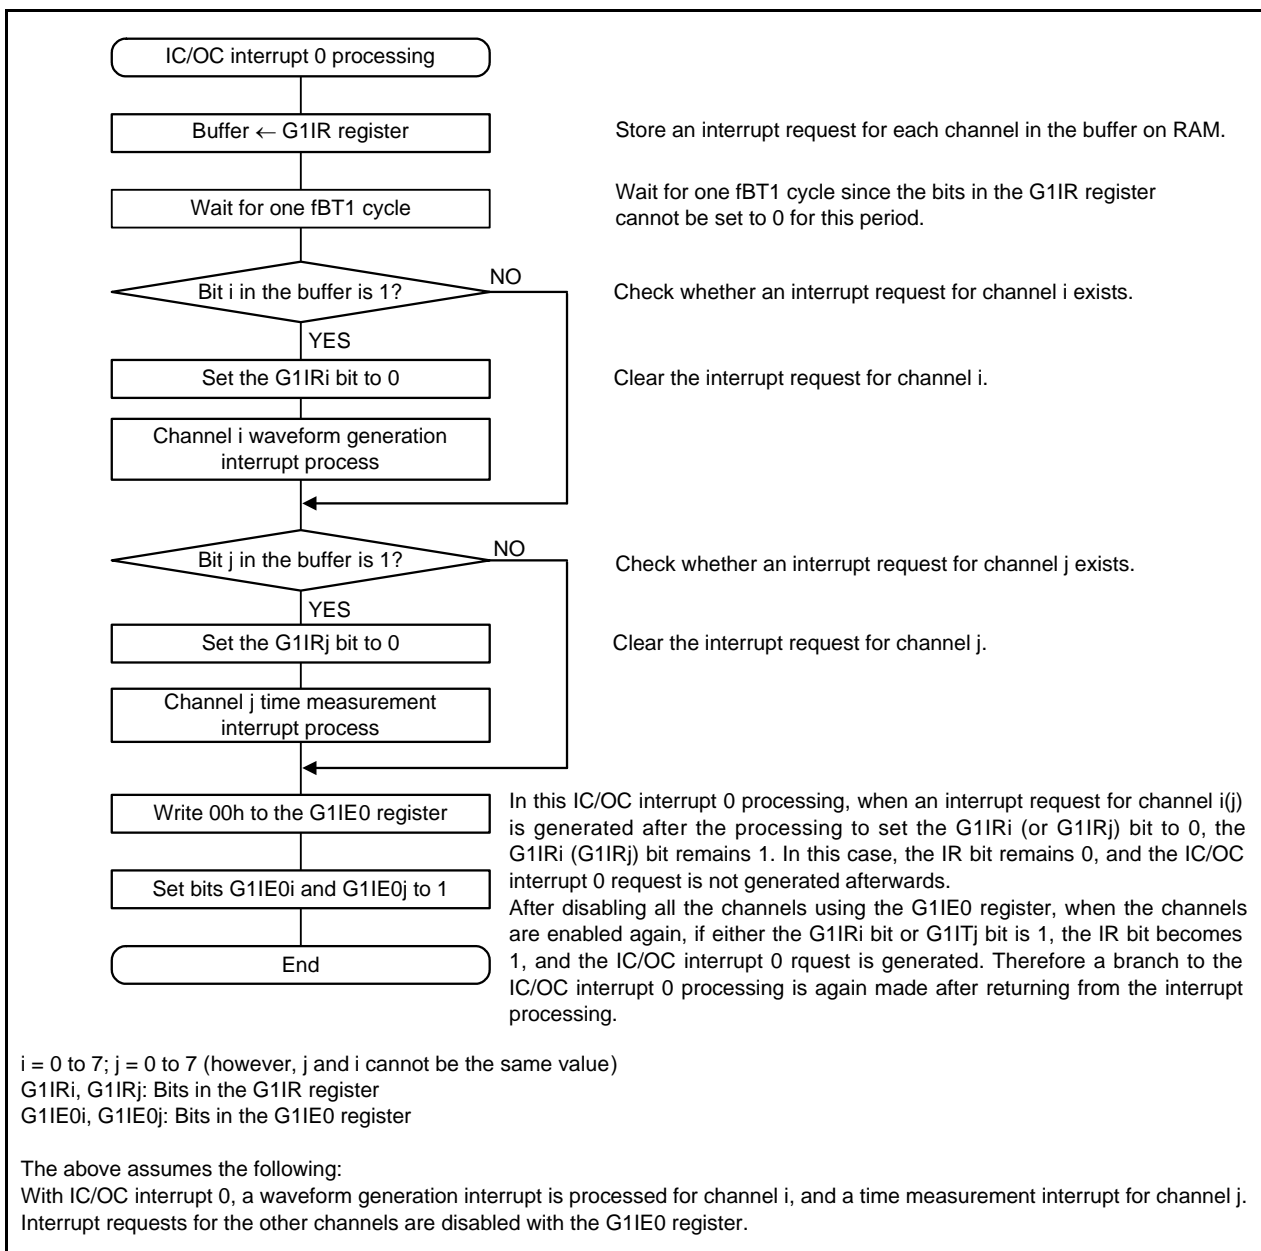 IC/OC interrupt 0 processing
Buffer ← G1IR register
Store an interrupt request for each channel in the buffer on RAM.
Wait for one fBT1 cycle
Wait for one fBT1 cycle since the bits in the G1IR register
cannot be set to 0 for this period.
NO
Bit i in the buffer is 1?
Check whether an interrupt request for channel i exists.
YES
Set the G1IRi bit to 0
Clear the interrupt request for channel i.
Channel i waveform generation
interrupt process
NO
Bit j in the buffer is 1?
Check whether an interrupt request for channel j exists.
YES
Set the G1IRj bit to 0
Clear the interrupt request for channel j.
Channel j time measurement
interrupt process
Write 00h to the G1IE0 register
Set bits G1IE0i and G1IE0j to 1
End
In this IC/OC interrupt 0 processing, when an interrupt request for channel i(j)
is generated after the processing to set the G1IRi (or G1IRj) bit to 0, the
G1IRi (G1IRj) bit remains 1. In this case, the IR bit remains 0, and the IC/OC
interrupt 0 request is not generated afterwards.
After disabling all the channels using the G1IE0 register, when the channels
are enabled again, if either the G1IRi bit or G1ITj bit is 1, the IR bit becomes
1, and the IC/OC interrupt 0 rquest is generated. Therefore a branch to the
IC/OC interrupt 0 processing is again made after returning from the interrupt
processing.
i = 0 to 7; j = 0 to 7 (however, j and i cannot be the same value)
G1IRi, G1IRj: Bits in the G1IR register
G1IE0i, G1IE0j: Bits in the G1IE0 register
The above assumes the following:
With IC/OC interrupt 0, a waveform generation interrupt is processed for channel i, and a time measurement interrupt for channel j.
Interrupt requests for the other channels are disabled with the G1IE0 register.